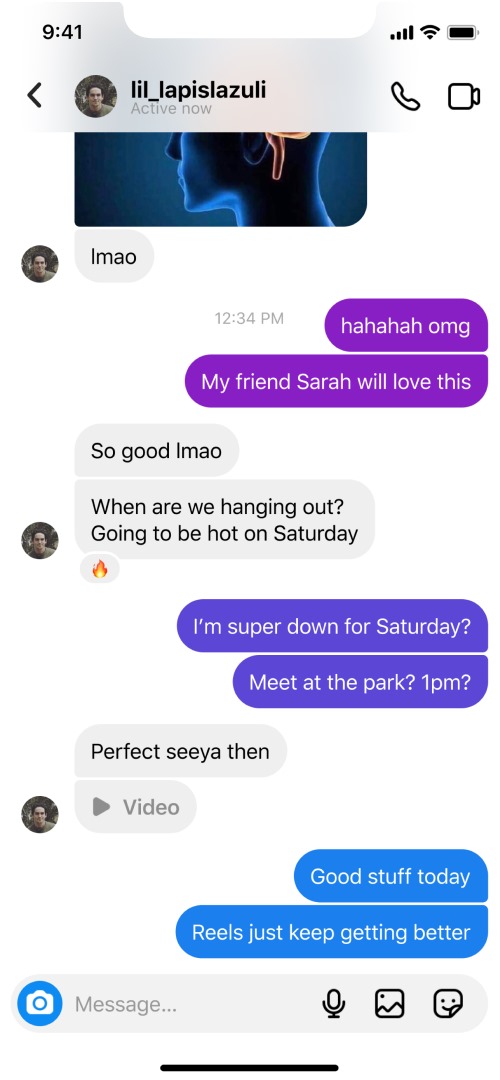 9:41
lil_lapislazuli
Active now
lmao
12:34 PM
hahahah omg
My friend Sarah will love this
So good lmao
When are we hanging out?
Going to be hot on Saturday
I’m super down for Saturday?
Meet at the park? 1pm?
Perfect seeya then
Video
Good stuff today
Reels just keep getting better
Message...